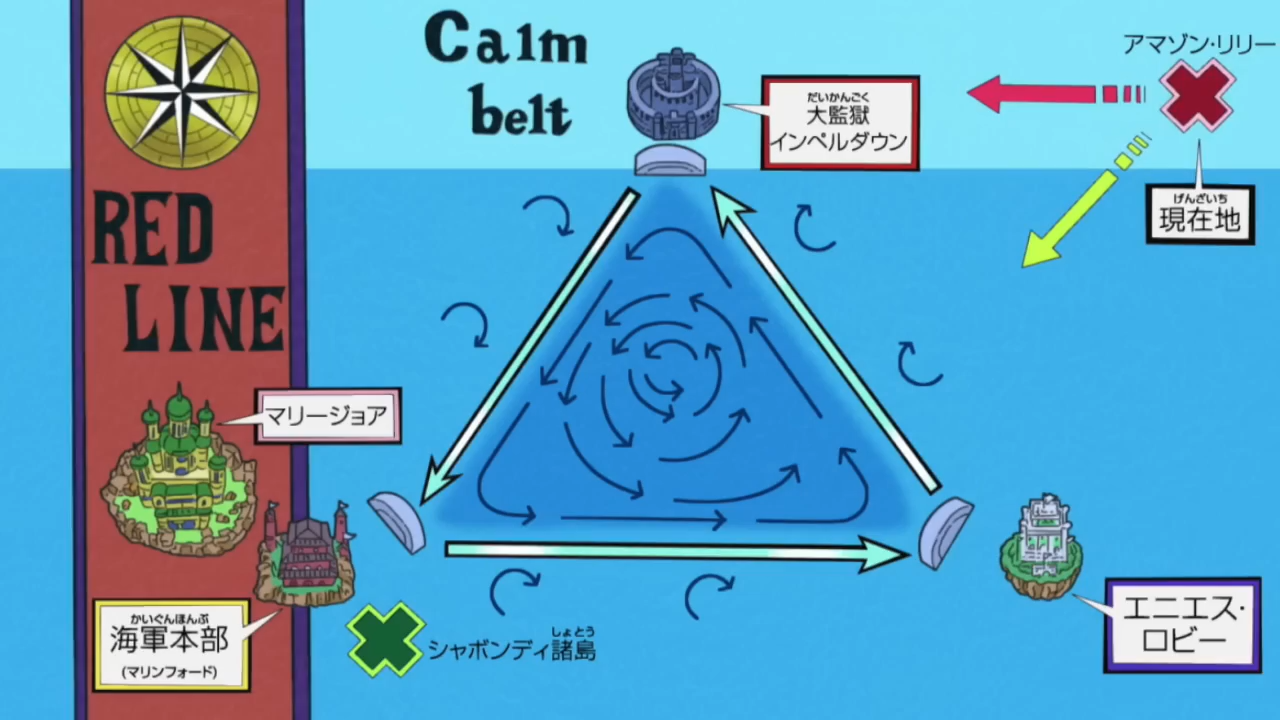 Calm
belt
アマゾン・リリー
だいかんごく
大監獄
インペルダウン
げんざいち
現在地
RED
LINE
マリージョア
かいぐんほんぶ
海軍本部
(マリンフォード)
しょとう
シャボンディ諸島
エニエス・
ロビー